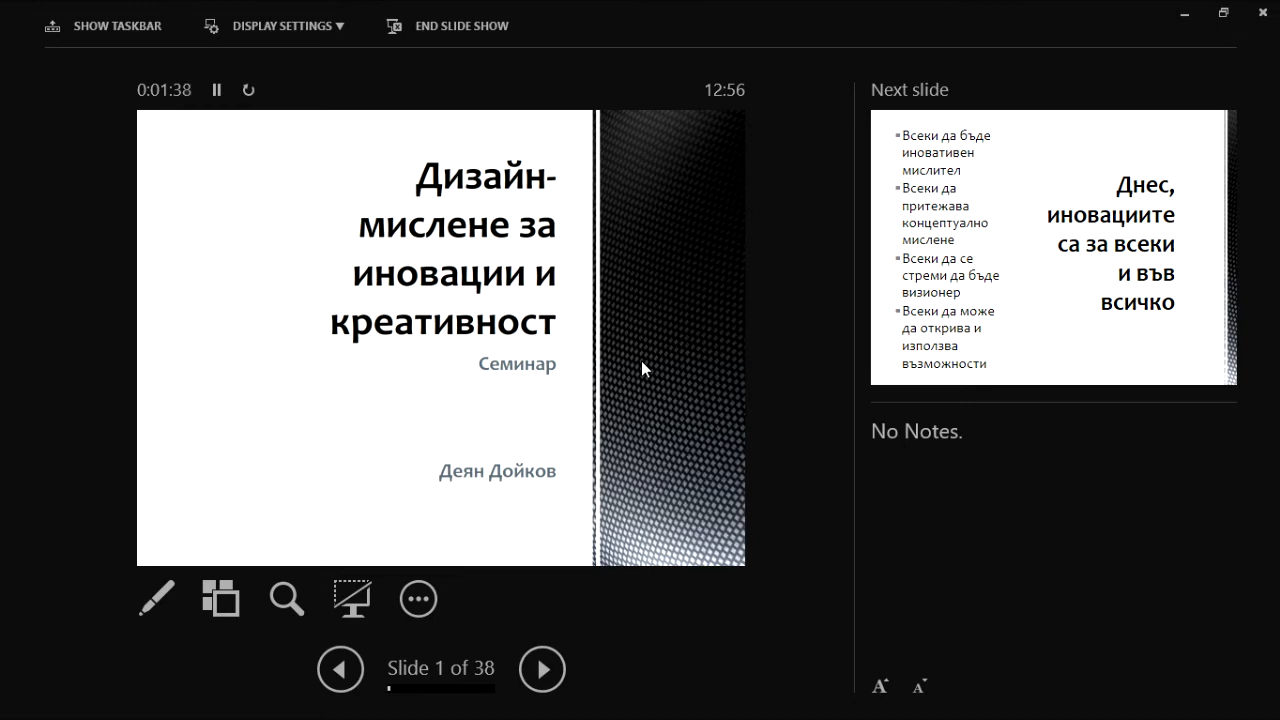 SHOW TASKBAR
DISPLAY SETTINGS ▼
END SLIDE SHOW
0:01:38
12:56
Дизайн-
мислене за
иновации и
креативност
Семинар
Деян Дойков
Slide 1 of 38
Next slide
▪Всеки да бъде
иновативен
мислител
▪Всеки да
притежава
концептуално
мислене
▪Всеки да се
стреми да бъде
визионер
▪Всеки да може
да открива и
използва
възможности
Днес,
иновациите
са за всеки
и във
всичко
No Notes.
A A